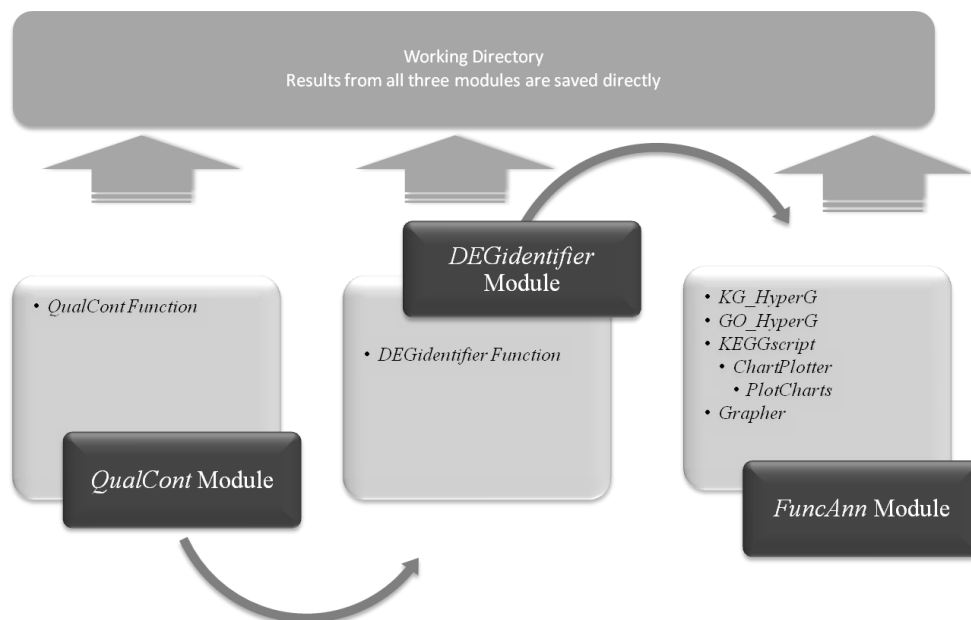 Working Directory
Results from all three modules are saved directly
• QualCont Function
QualCont Module
DEGidentifier
Module
• DEGidentifier Function
• KG_HyperG
• GO_HyperG
• KEGGscript
• ChartPlotter
• PlotCharts
• Grapher
FuncAnn Module